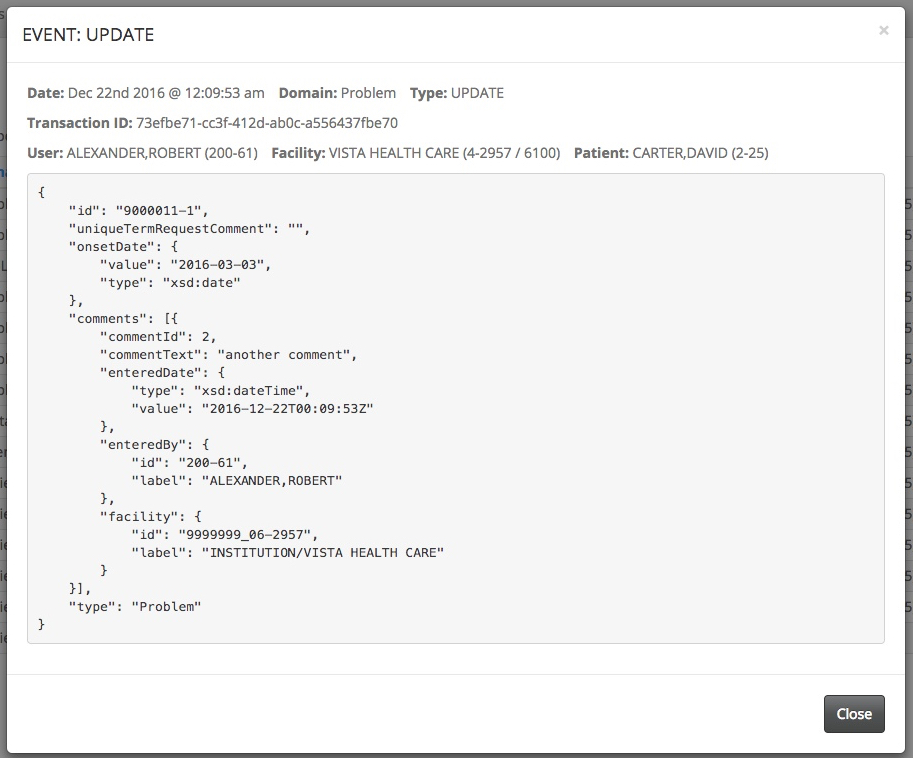 EVENT: UPDATE
×
Date: Dec 22nd 2016 @ 12:09:53 am Domain: Problem Type: UPDATE
Transaction ID: 73efbe71-cc3f-412d-ab0c-a556437fbe70
User: ALEXANDER,ROBERT (200-61) Facility: VISTA HEALTH CARE (4-2957 / 6100) Patient: CARTER,DAVID (2-25)
{
    "id": "9000011-1",
    "uniqueTermRequestComment": "",
    "onsetDate": {
        "value": "2016-03-03",
        "type": "xsd:date"
    },
    "comments": [{
        "commentId": 2,
        "commentText": "another comment",
        "enteredDate": {
            "type": "xsd:dateTime",
            "value": "2016-12-22T00:09:53Z"
        },
        "enteredBy": {
            "id": "200-61",
            "label": "ALEXANDER,ROBERT"
        },
        "facility": {
            "id": "9999999_06-2957",
            "label": "INSTITUTION/VISTA HEALTH CARE"
        }
    }],
    "type": "Problem"
}
Close